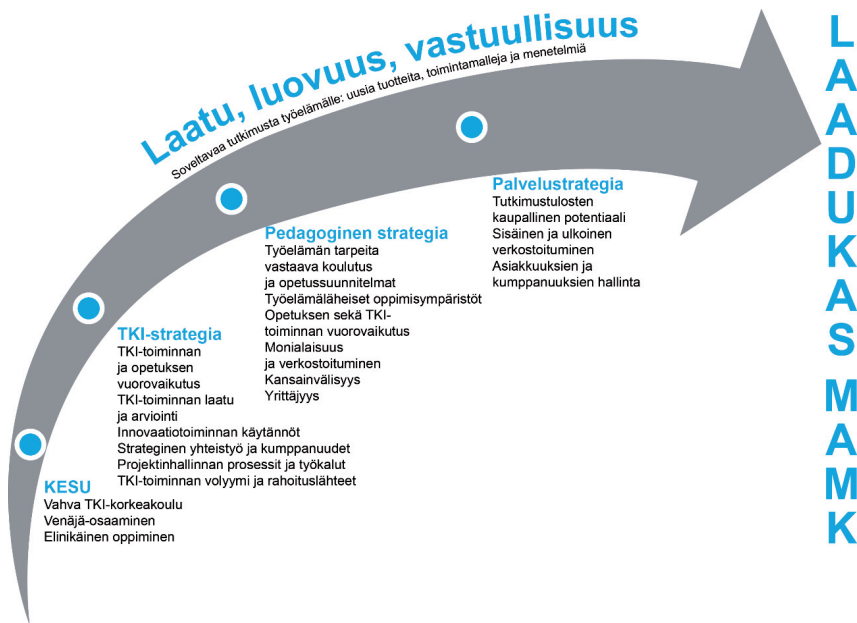 Laatu, luovuus, vastuullisuus
Soveltavaa tutkimusta työelämälle: uusia tuotteita, toimintamalleja ja menetelmiä
KESU
Vahva TKI-korkeakoulu
Venäjä-osaaminen
Elinikäinen oppiminen
TKI-strategia
TKI-toiminnan
ja opetuksen
vuorovaikutus
TKI-toiminnan laatu
ja arviointi
Innovaatiotoiminnan käytännöt
Strateginen yhteistyö ja kumppanuudet
Projektinhallinnan prosessit ja työkalut
TKI-toiminnan volyymi ja rahoituslähteet
Pedagoginen strategia
Työelämän tarpeita
vastaava koulutus
ja opetussuunnitelmat
Työelämäläheiset oppimisympäristöt
Opetuksen sekä TKI-
toiminnan vuorovaikutus
Monialaisuus
ja verkostoituminen
Kansainvälisyys
Yrittäjyys
Palvelustrategia
Tutkimustulosten
kaupallinen potentiaali
Sisäinen ja ulkoinen
verkostoituminen
Asiakkuuksien ja
kumppanuuksien hallinta
LAADUKAS MAMK